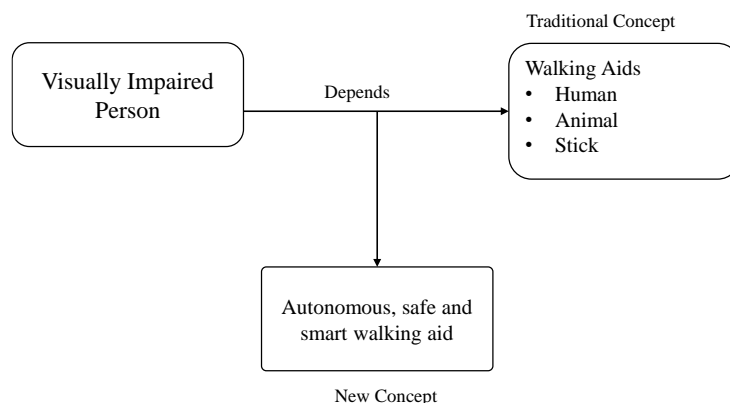 Traditional Concept
Visually Impaired
Person
Depends
Walking Aids
• Human
• Animal
• Stick
Autonomous, safe and
smart walking aid
New Concept